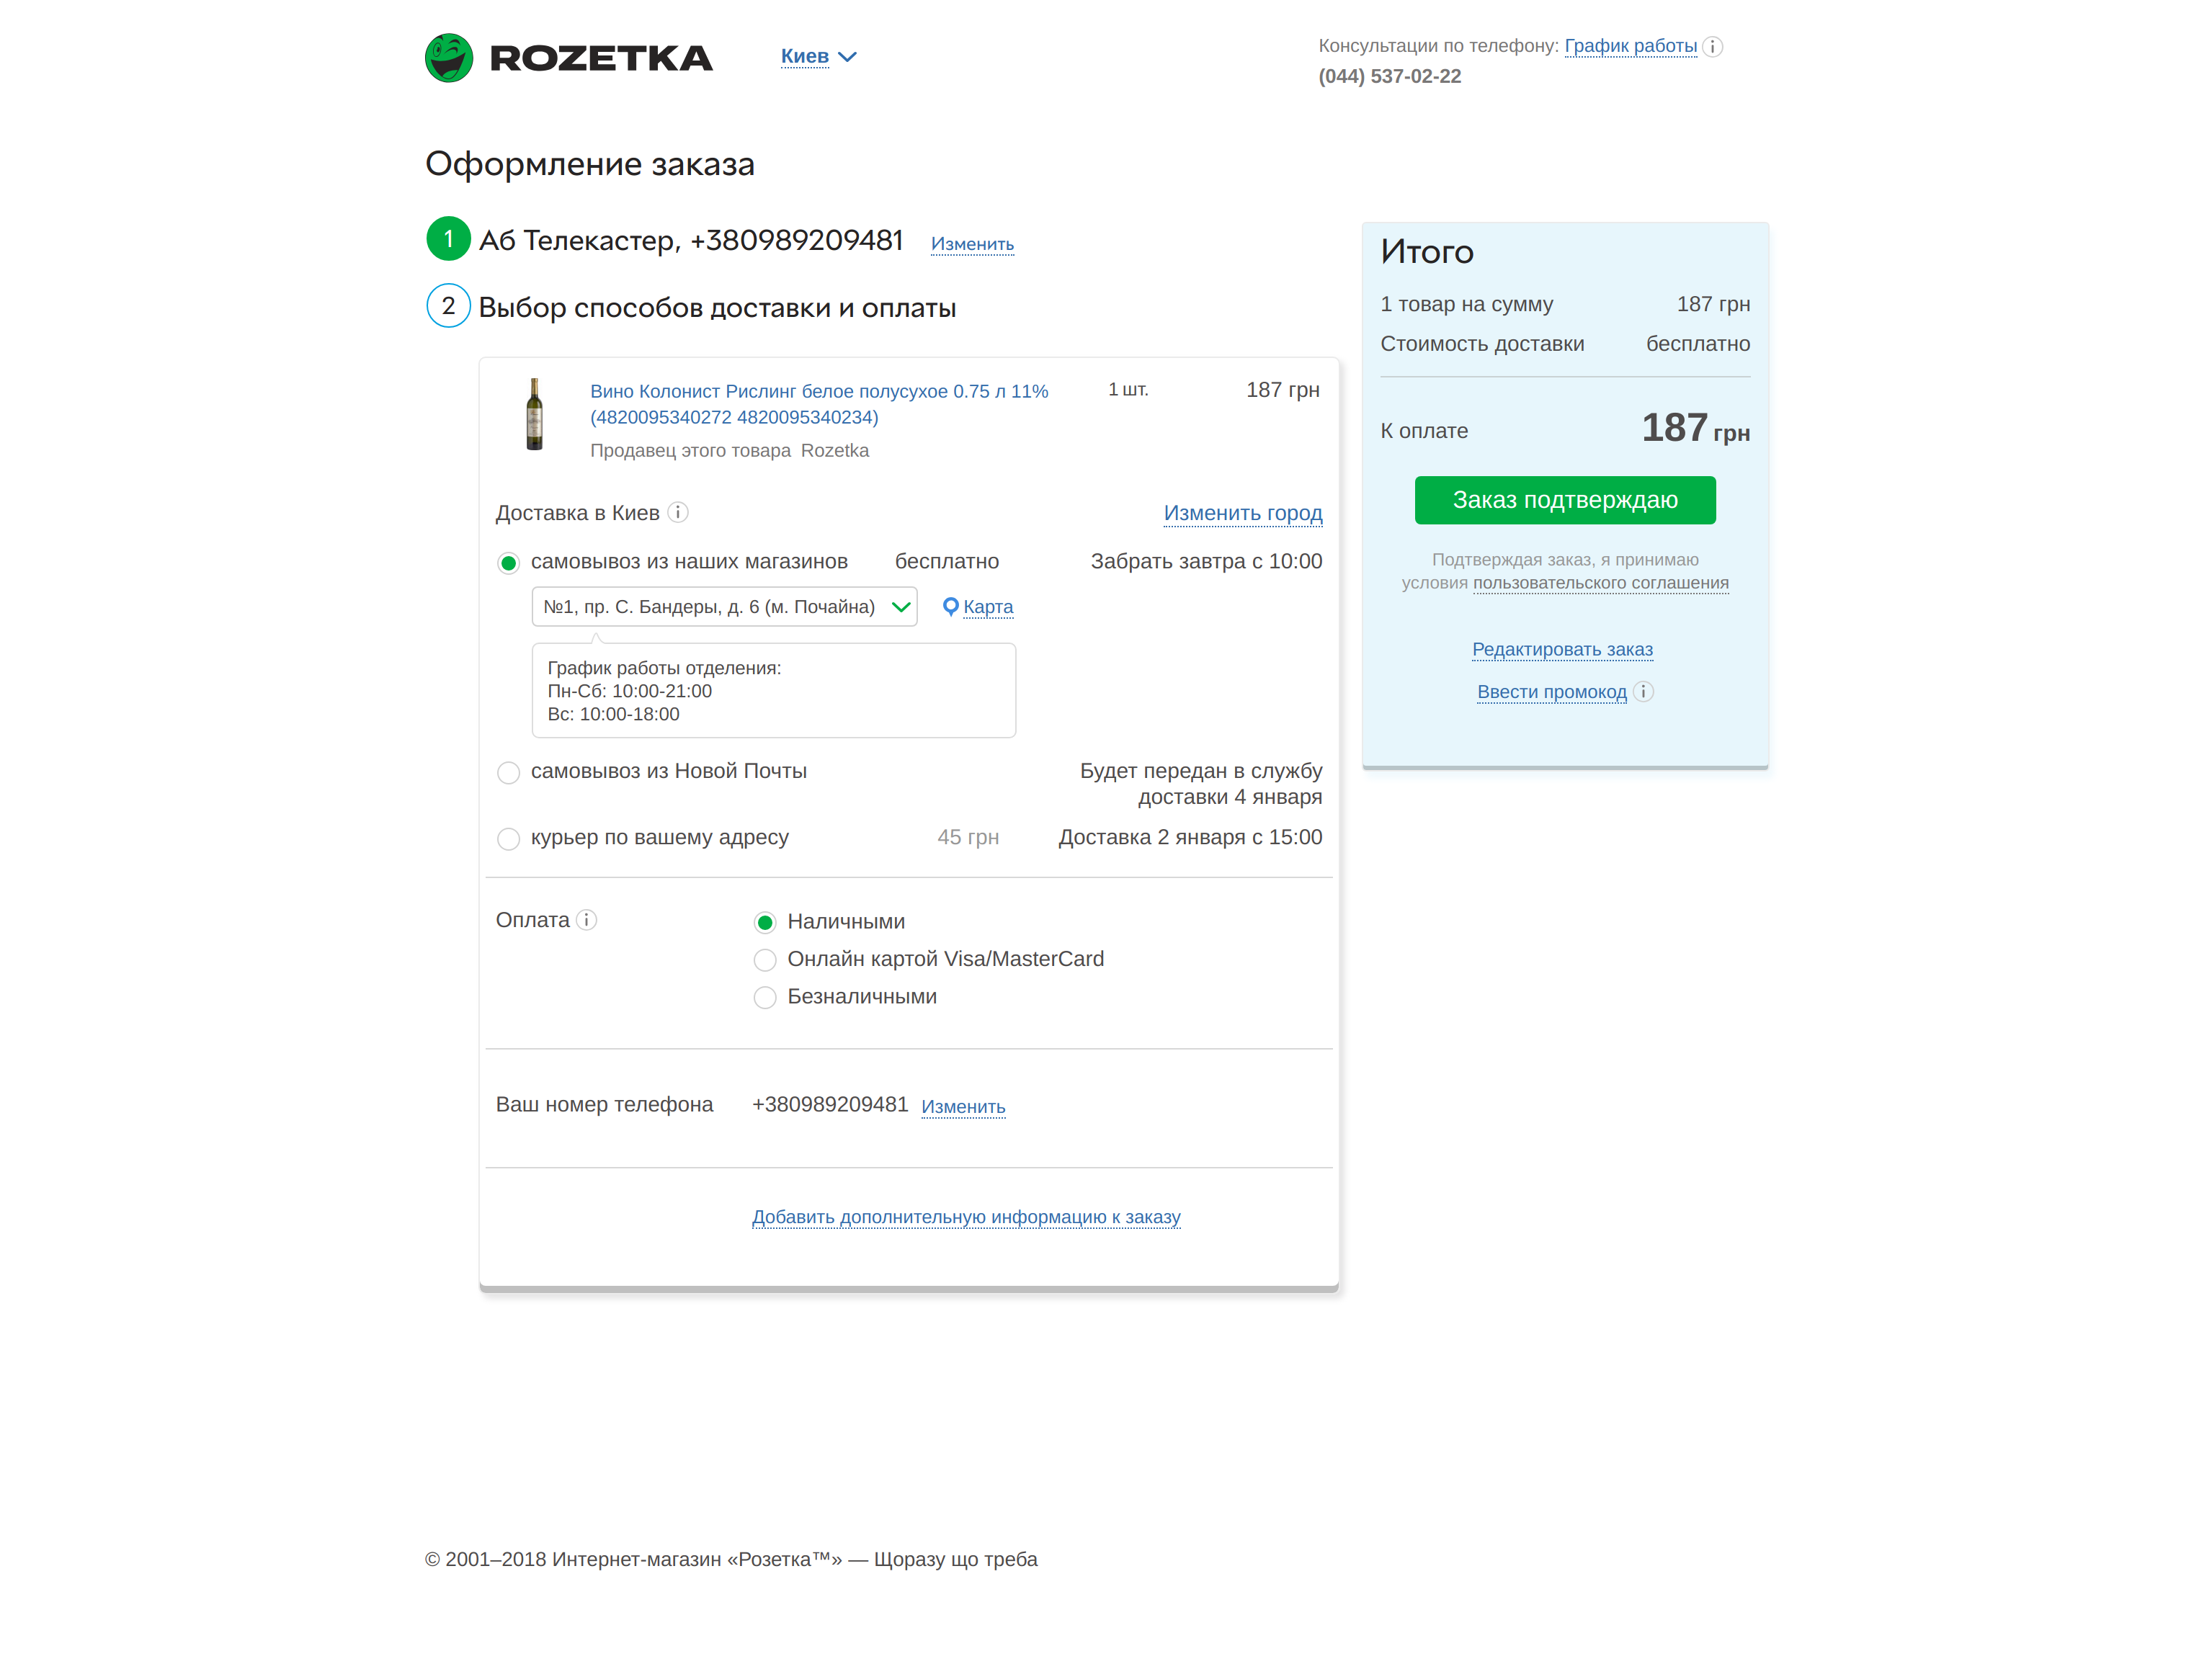 ROZETKA
Киев
Консультации по телефону: График работы
(044) 537-02-22
Оформление заказа
1 Аб Телекастер, +380989209481 Изменить
2 Выбор способов доставки и оплаты
Вино Колонист Рислинг белое полусухое 0.75 л 11%
(4820095340272 4820095340234)
1 шт.
187 грн
Продавец этого товара Rozetka
Доставка в Киев
Изменить город
самовывоз из наших магазинов бесплатно Забрать завтра с 10:00
№1, пр. С. Бандеры, д. 6 (м. Почайна) Карта
График работы отделения:
Пн-Сб: 10:00-21:00
Вс: 10:00-18:00
самовывоз из Новой Почты
Будет передан в службу
доставки 4 января
курьер по вашему адресу 45 грн Доставка 2 января с 15:00
Оплата
Наличными
Онлайн картой Visa/MasterCard
Безналичными
Ваш номер телефона +380989209481 Изменить
Добавить дополнительную информацию к заказу
Итого
1 товар на сумму 187 грн
Стоимость доставки бесплатно
К оплате 187 грн
Заказ подтверждаю
Подтверждая заказ, я принимаю
условия пользовательского соглашения
Редактировать заказ
Ввести промокод
© 2001–2018 Интернет-магазин «Розетка™» — Щоразу що треба